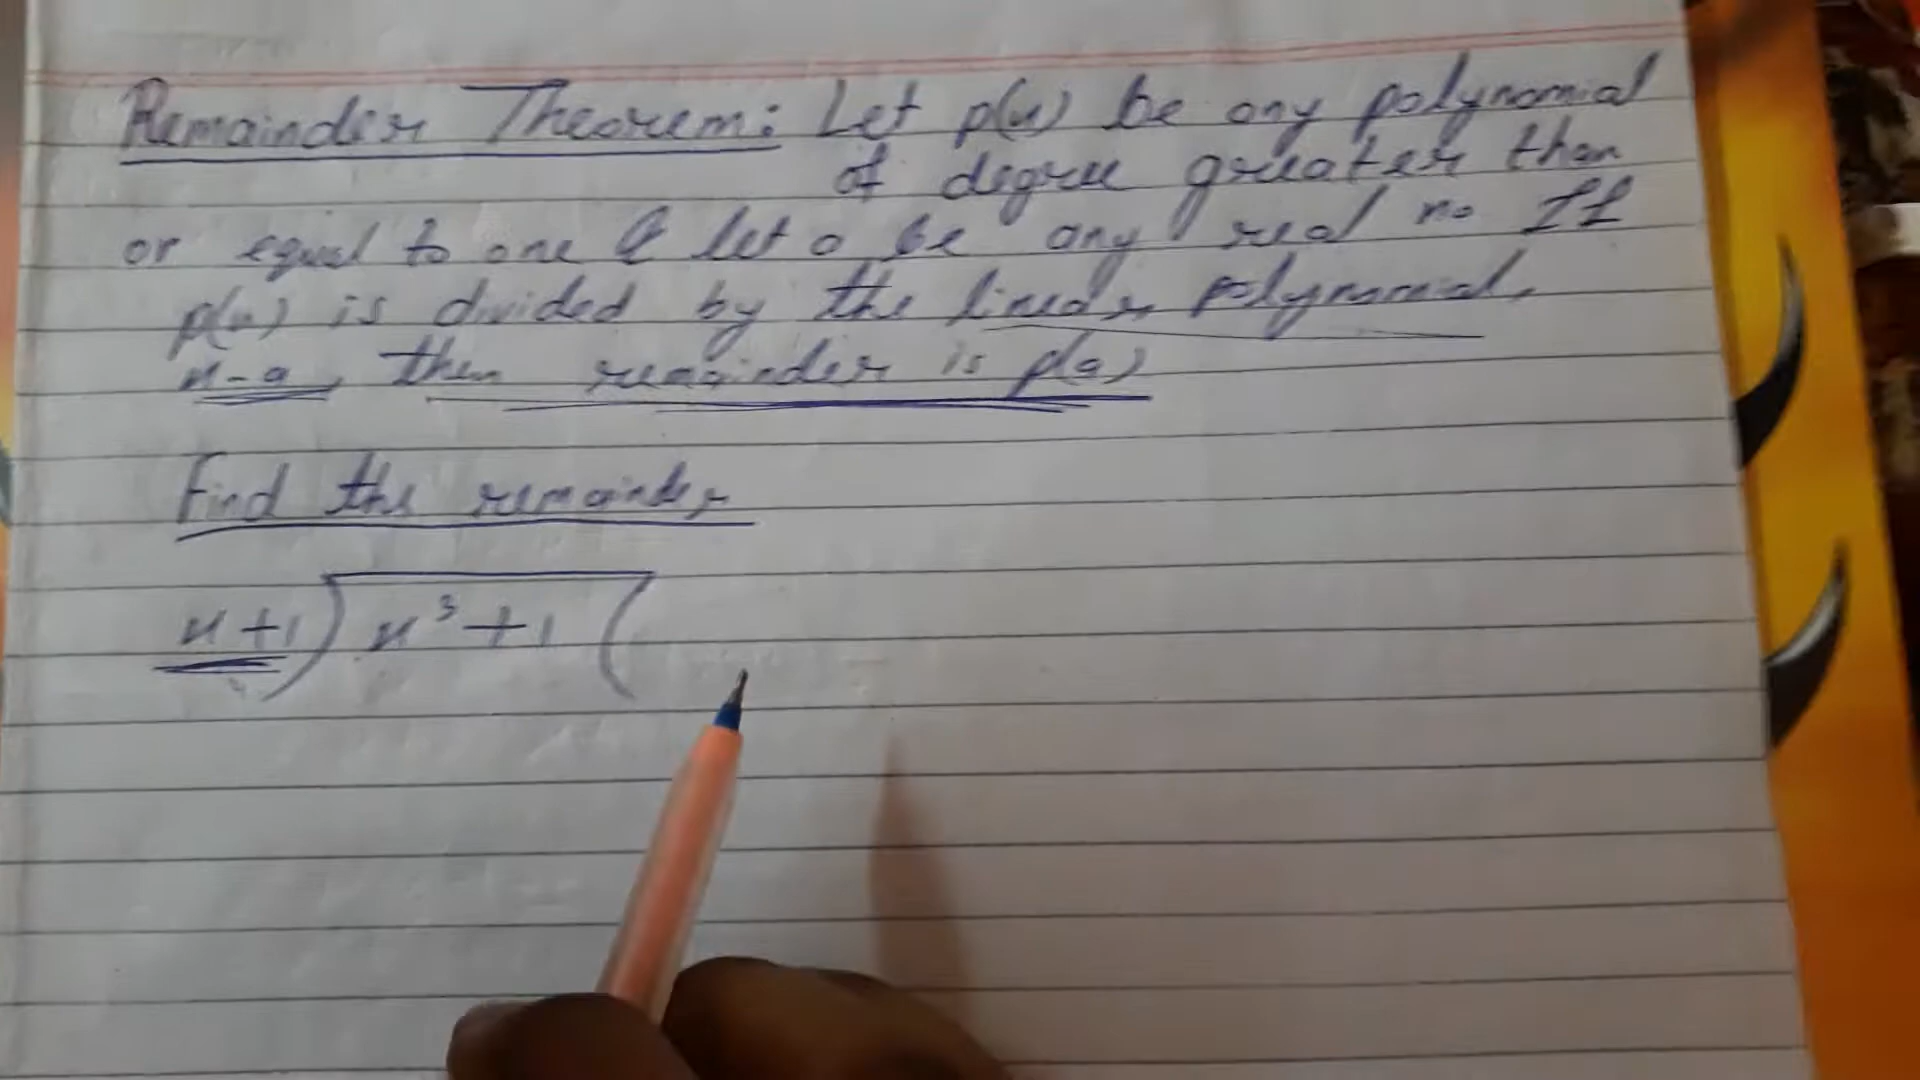 Remainder Theorem: Let p(x) be any polynomial
of degree greater than
or equal to one & let a be any real no If
p(x) is divided by the linear polynomial,
x-a, then remainder is p(a)
Find the remainder
x+1) x³+1 (